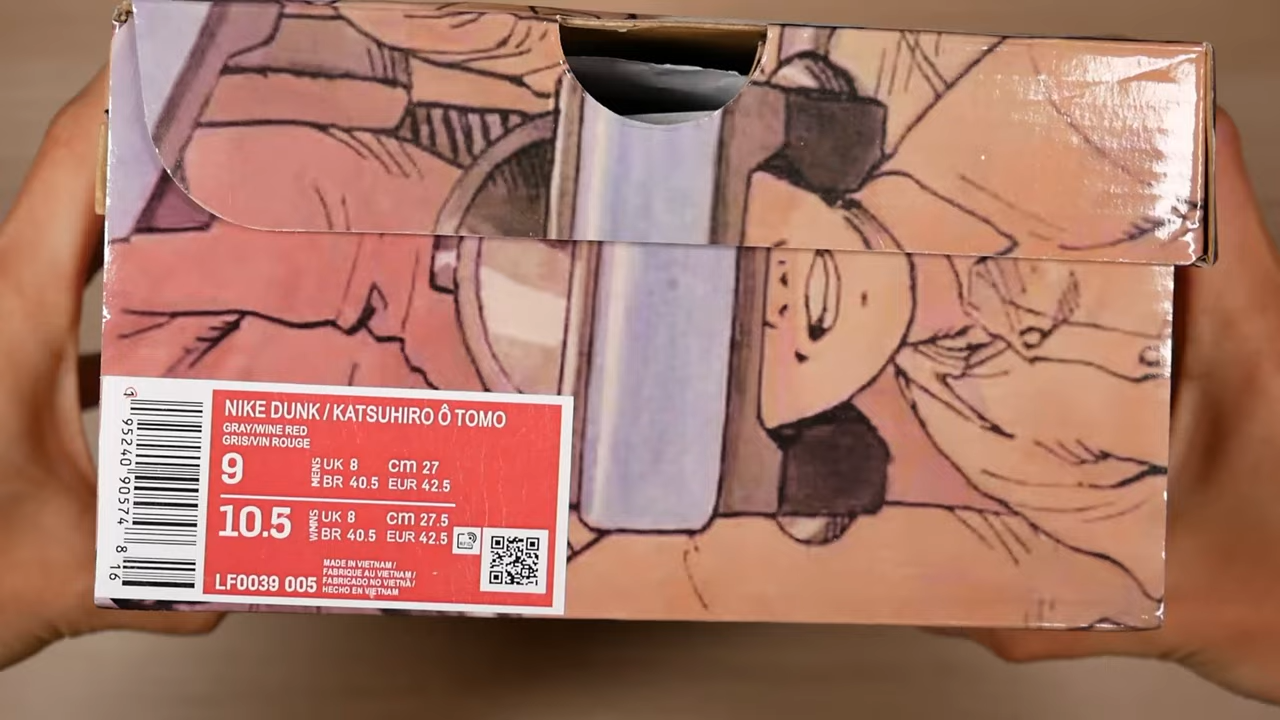 NIKE DUNK / KATSUHIRO Ô TOMO
GRAY/WINE RED
GRIS/VIN ROUGE
9
MENS
UK 8 cm 27
BR 40.5 EUR 42.5
10.5
WMNS
UK 8 cm 27.5
BR 40.5 EUR 42.5
LF0039 005
MADE IN VIETNAM /
FABRIQUE AU VIETNAM /
FABRICADO NO VIETNÃ /
HECHO EN VIETNAM
1 95240 90574 8 16